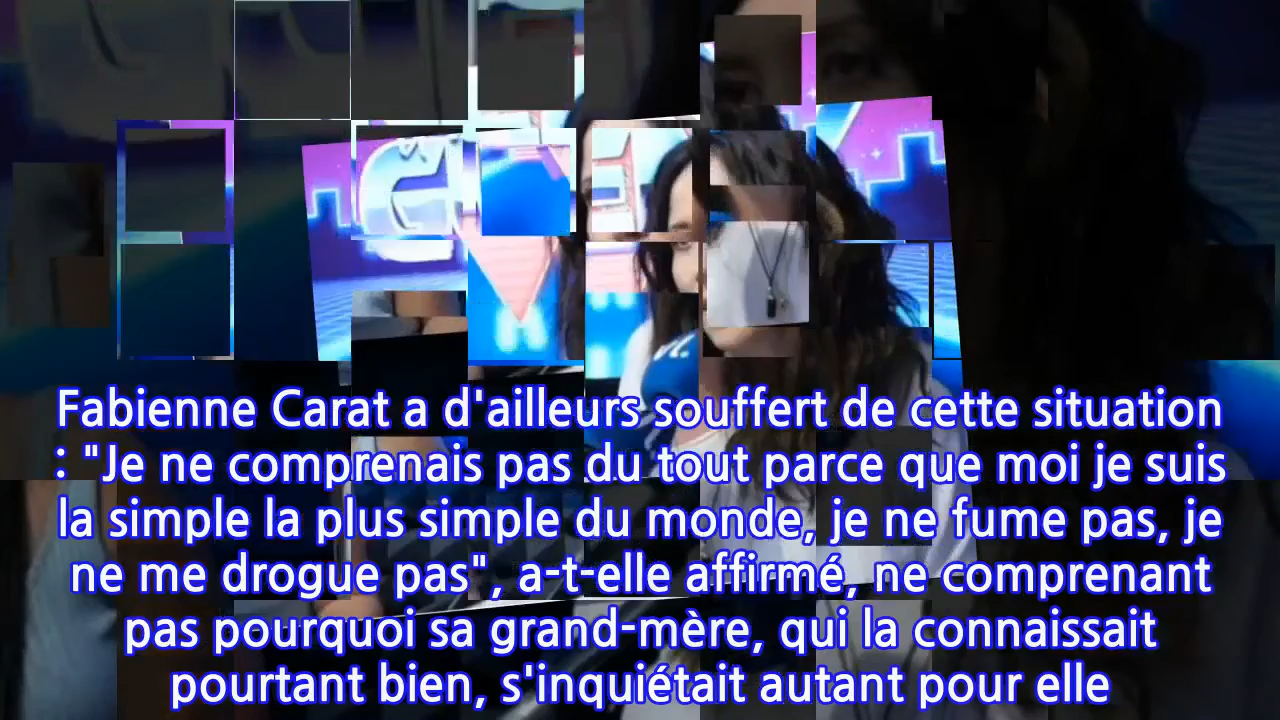 Fabienne Carat a d'ailleurs souffert de cette situation
: "Je ne comprenais pas du tout parce que moi je suis
la simple la plus simple du monde, je ne fume pas, je
ne me drogue pas", a-t-elle affirmé, ne comprenant
pas pourquoi sa grand-mère, qui la connaissait
pourtant bien, s'inquiétait autant pour elle